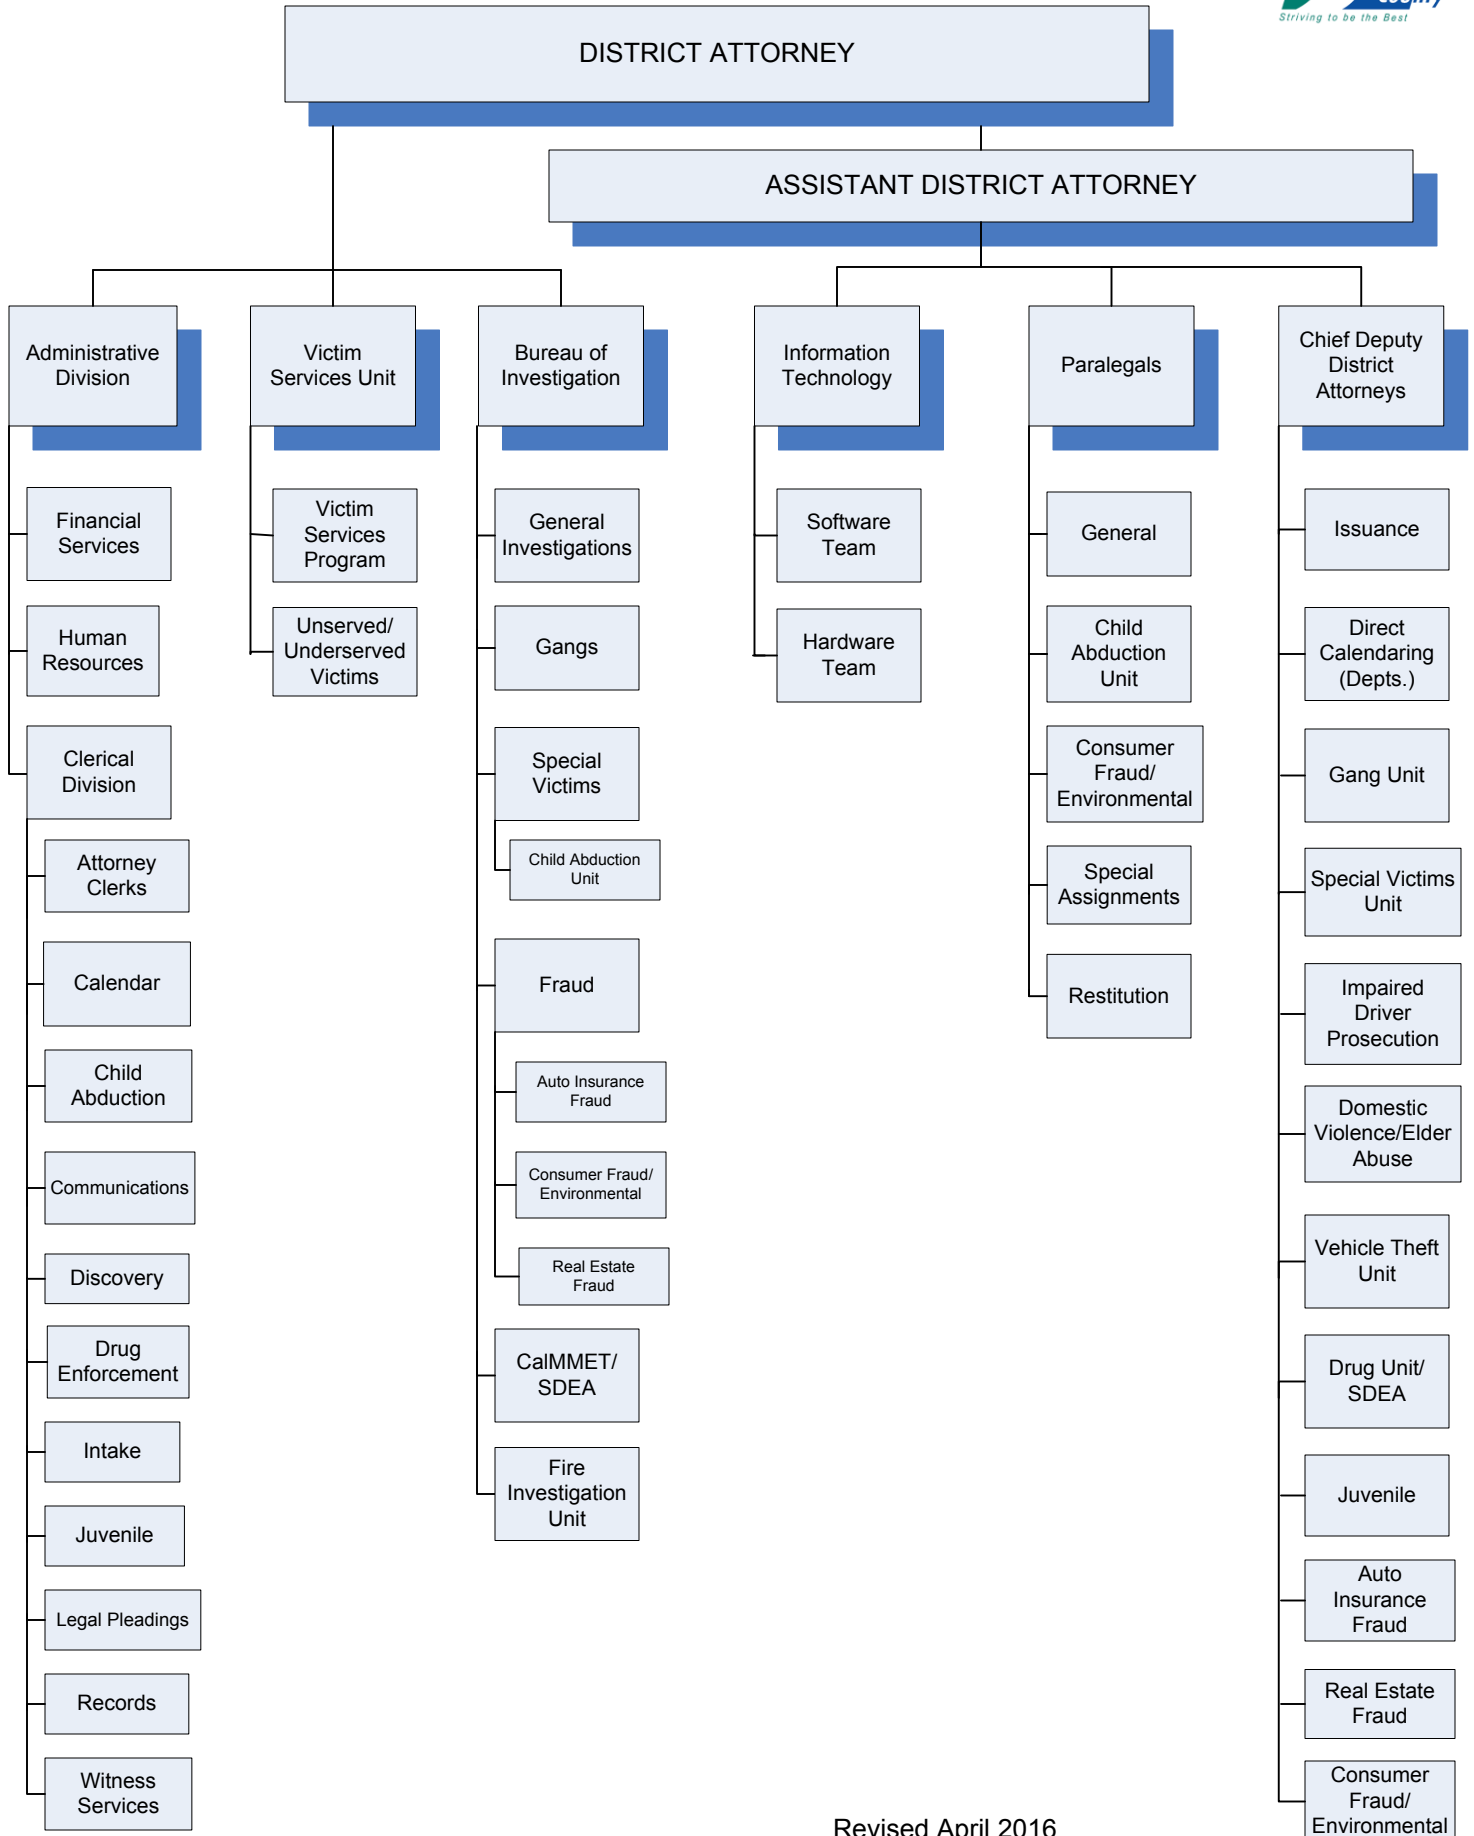 Striving to be the Best
DISTRICT ATTORNEY
ASSISTANT DISTRICT ATTORNEY
Administrative
Division
Financial
Services
Human
Resources
Clerical
Division
Attorney
Clerks
Calendar
Child
Abduction
Communications
Discovery
Drug
Enforcement
Intake
Juvenile
Legal Pleadings
Records
Witness
Services
Victim
Services Unit
Victim
Services
Program
Unserved/
Underserved
Victims
Bureau of
Investigation
General
Investigations
Gangs
Special
Victims
Child Abduction
Unit
Fraud
Auto Insurance
Fraud
Consumer Fraud/
Environmental
Real Estate
Fraud
CalMMET/
SDEA
Fire
Investigation
Unit
Information
Technology
Software
Team
Hardware
Team
Paralegals
General
Child
Abduction
Unit
Consumer
Fraud/
Environmental
Special
Assignments
Restitution
Chief Deputy
District
Attorneys
Issuance
Direct
Calendaring
(Depts.)
Gang Unit
Special Victims
Unit
Impaired
Driver
Prosecution
Domestic
Violence/Elder
Abuse
Vehicle Theft
Unit
Drug Unit/
SDEA
Juvenile
Auto
Insurance
Fraud
Real Estate
Fraud
Consumer
Fraud/
Environmental
Revised April 2016